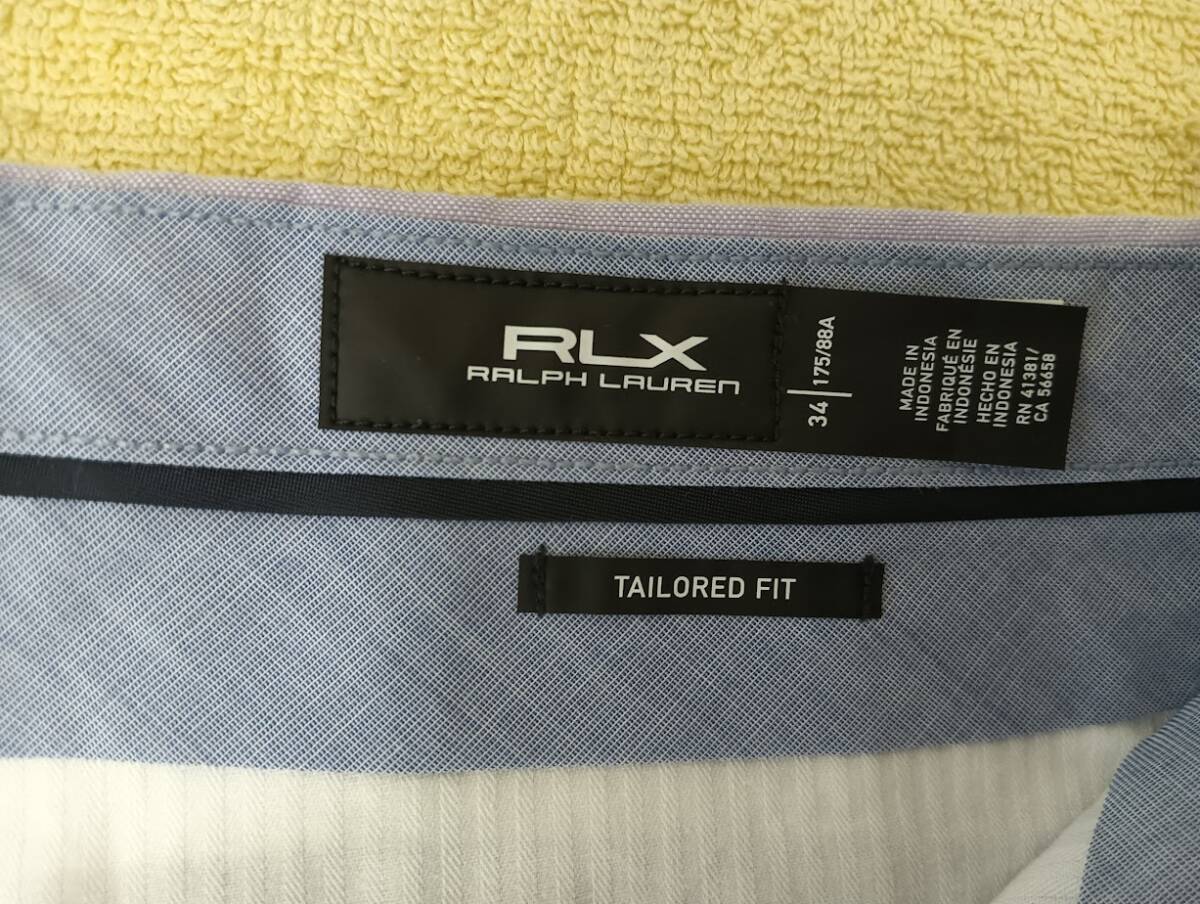 RLX
RALPH LAUREN
34 | 175/88A
MADE IN
INDONESIA
FABRIQUÉ EN
INDONÉSIE
HECHO EN
INDONESIA
RN 41381/
CA 56658
TAILORED FIT